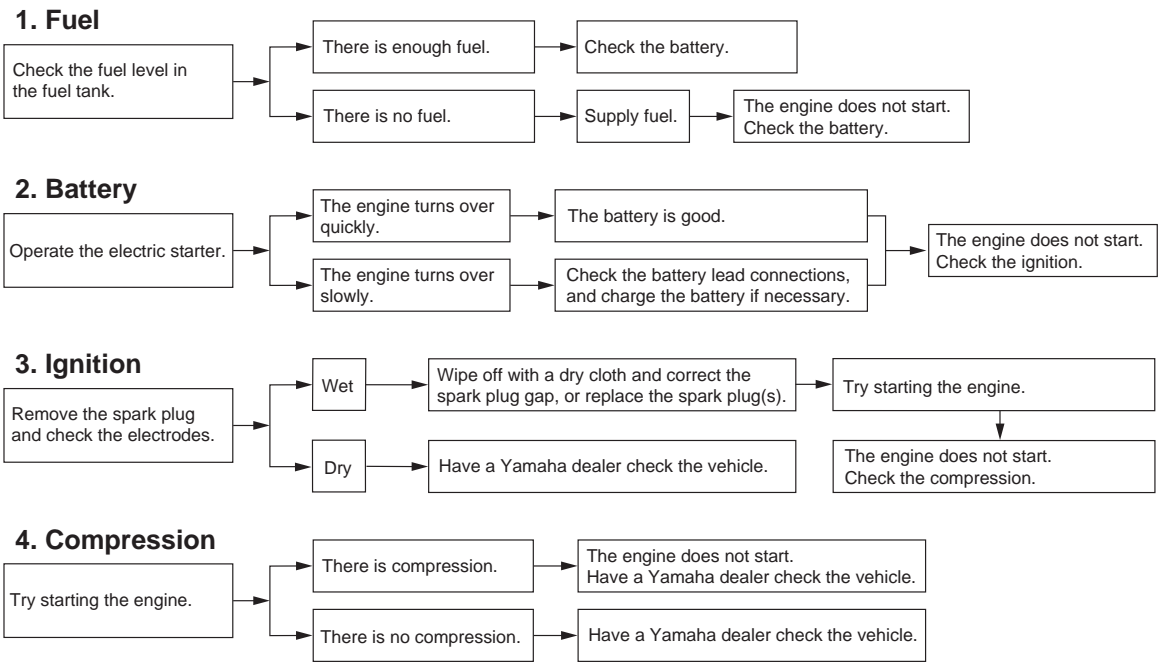 1. Fuel
Check the fuel level in
the fuel tank.
There is enough fuel.
Check the battery.
There is no fuel.
Supply fuel.
The engine does not start.
Check the battery.
2. Battery
Operate the electric starter.
The engine turns over
quickly.
The battery is good.
The engine turns over
slowly.
Check the battery lead connections,
and charge the battery if necessary.
The engine does not start.
Check the ignition.
3. Ignition
Remove the spark plug
and check the electrodes.
Wet
Wipe off with a dry cloth and correct the
spark plug gap, or replace the spark plug(s).
Try starting the engine.
The engine does not start.
Check the compression.
Dry
Have a Yamaha dealer check the vehicle.
4. Compression
Try starting the engine.
There is compression.
The engine does not start.
Have a Yamaha dealer check the vehicle.
There is no compression.
Have a Yamaha dealer check the vehicle.